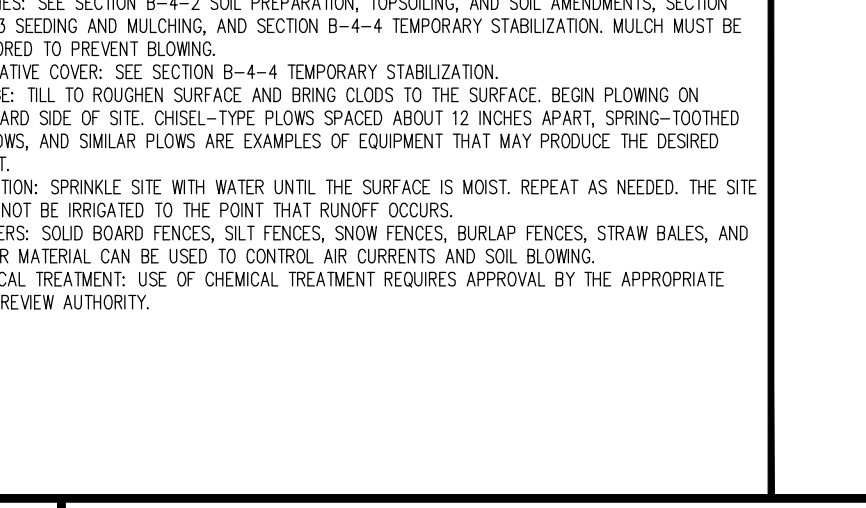 IES: SEE SECTION B-4-2 SOIL PREPARATION, TOPSOILING, AND SOIL AMENDMENTS, SECTION
3 SEEDING AND MULCHING, AND SECTION B-4-4 TEMPORARY STABILIZATION. MULCH MUST BE
ORED TO PREVENT BLOWING.
ATIVE COVER: SEE SECTION B-4-4 TEMPORARY STABILIZATION.
GE: TILL TO ROUGHEN SURFACE AND BRING CLODS TO THE SURFACE. BEGIN PLOWING ON
ARD SIDE OF SITE. CHISEL-TYPE PLOWS SPACED ABOUT 12 INCHES APART, SPRING-TOOTHED
OWS, AND SIMILAR PLOWS ARE EXAMPLES OF EQUIPMENT THAT MAY PRODUCE THE DESIRED
T.
TION: SPRINKLE SITE WITH WATER UNTIL THE SURFACE IS MOIST. REPEAT AS NEEDED. THE SITE
NOT BE IRRIGATED TO THE POINT THAT RUNOFF OCCURS.
ERS: SOLID BOARD FENCES, SILT FENCES, SNOW FENCES, BURLAP FENCES, STRAW BALES, AND
R MATERIAL CAN BE USED TO CONTROL AIR CURRENTS AND SOIL BLOWING.
CAL TREATMENT: USE OF CHEMICAL TREATMENT REQUIRES APPROVAL BY THE APPROPRIATE
REVIEW AUTHORITY.